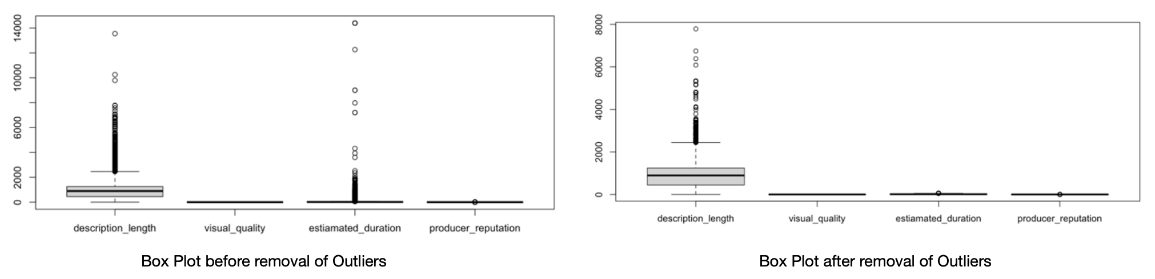 14000
10000
6000
2000
0
description_length visual_quality estiamated_duration producer_reputation
Box Plot before removal of Outliers
8000
6000
4000
2000
0
description_length visual_quality estiamated_duration producer_reputation
Box Plot after removal of Outliers